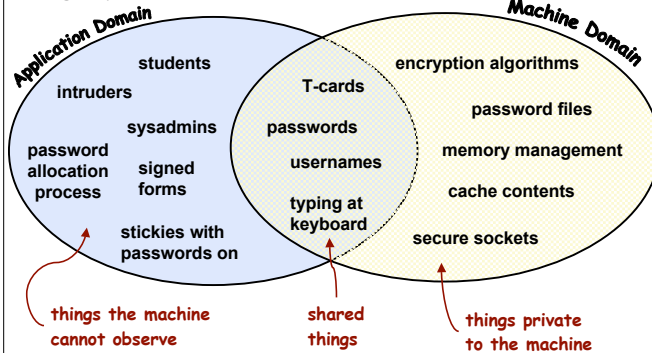 Application Domain
Machine Domain
students
intruders
sysadmins
password
allocation
process
signed
forms
stickies with
passwords on
T-cards
passwords
usernames
typing at
keyboard
encryption algorithms
password files
memory management
cache contents
secure sockets
things the machine
cannot observe
shared
things
things private
to the machine